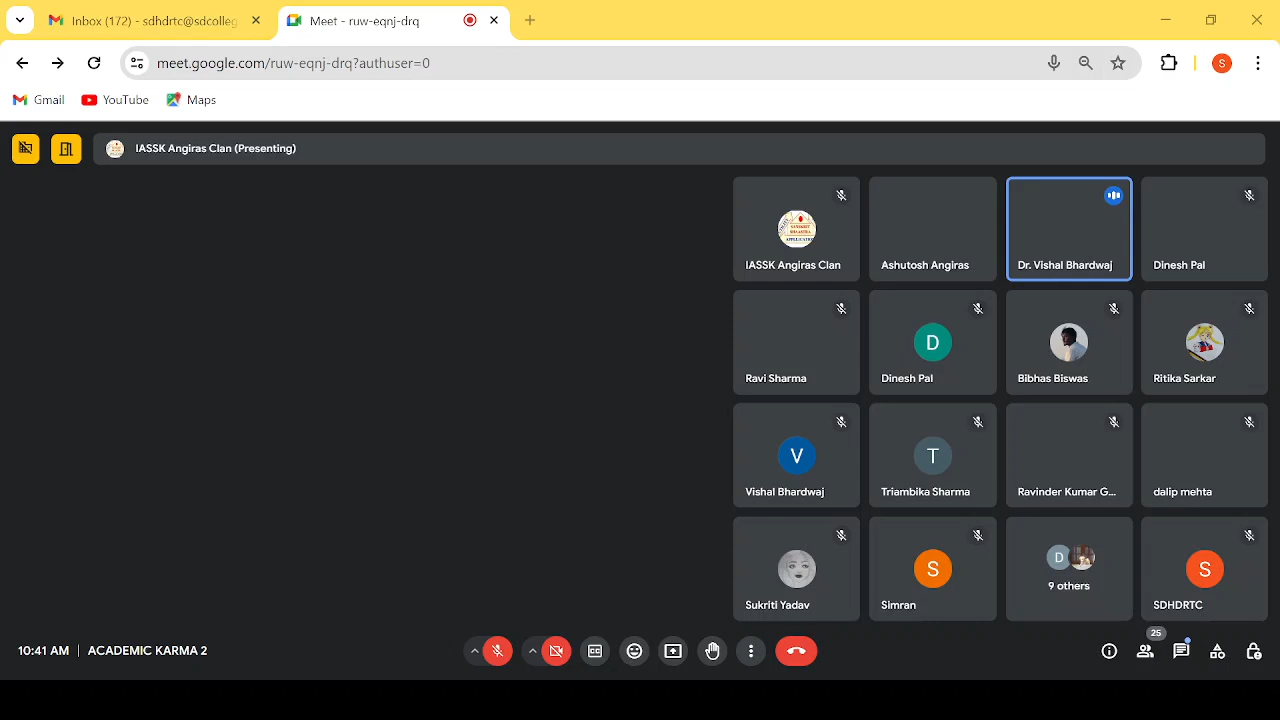 Inbox (172) - sdhdrtc@sdcolleg
Meet - ruw-eqnj-drq
meet.google.com/ruw-eqnj-drq?authuser=0
S
Gmail
YouTube
Maps
IASSK Angiras Clan (Presenting)
IASSK Angiras Clan
Ashutosh Angiras
Dr. Vishal Bhardwaj
Dinesh Pal
D
Ravi Sharma
Dinesh Pal
Bibhas Biswas
Ritika Sarkar
V
T
Vishal Bhardwaj
Triambika Sharma
Ravinder Kumar G...
dalip mehta
S
D
9 others
S
Sukriti Yadav
Simran
SDHDRTC
10:41 AM | ACADEMIC KARMA 2
25